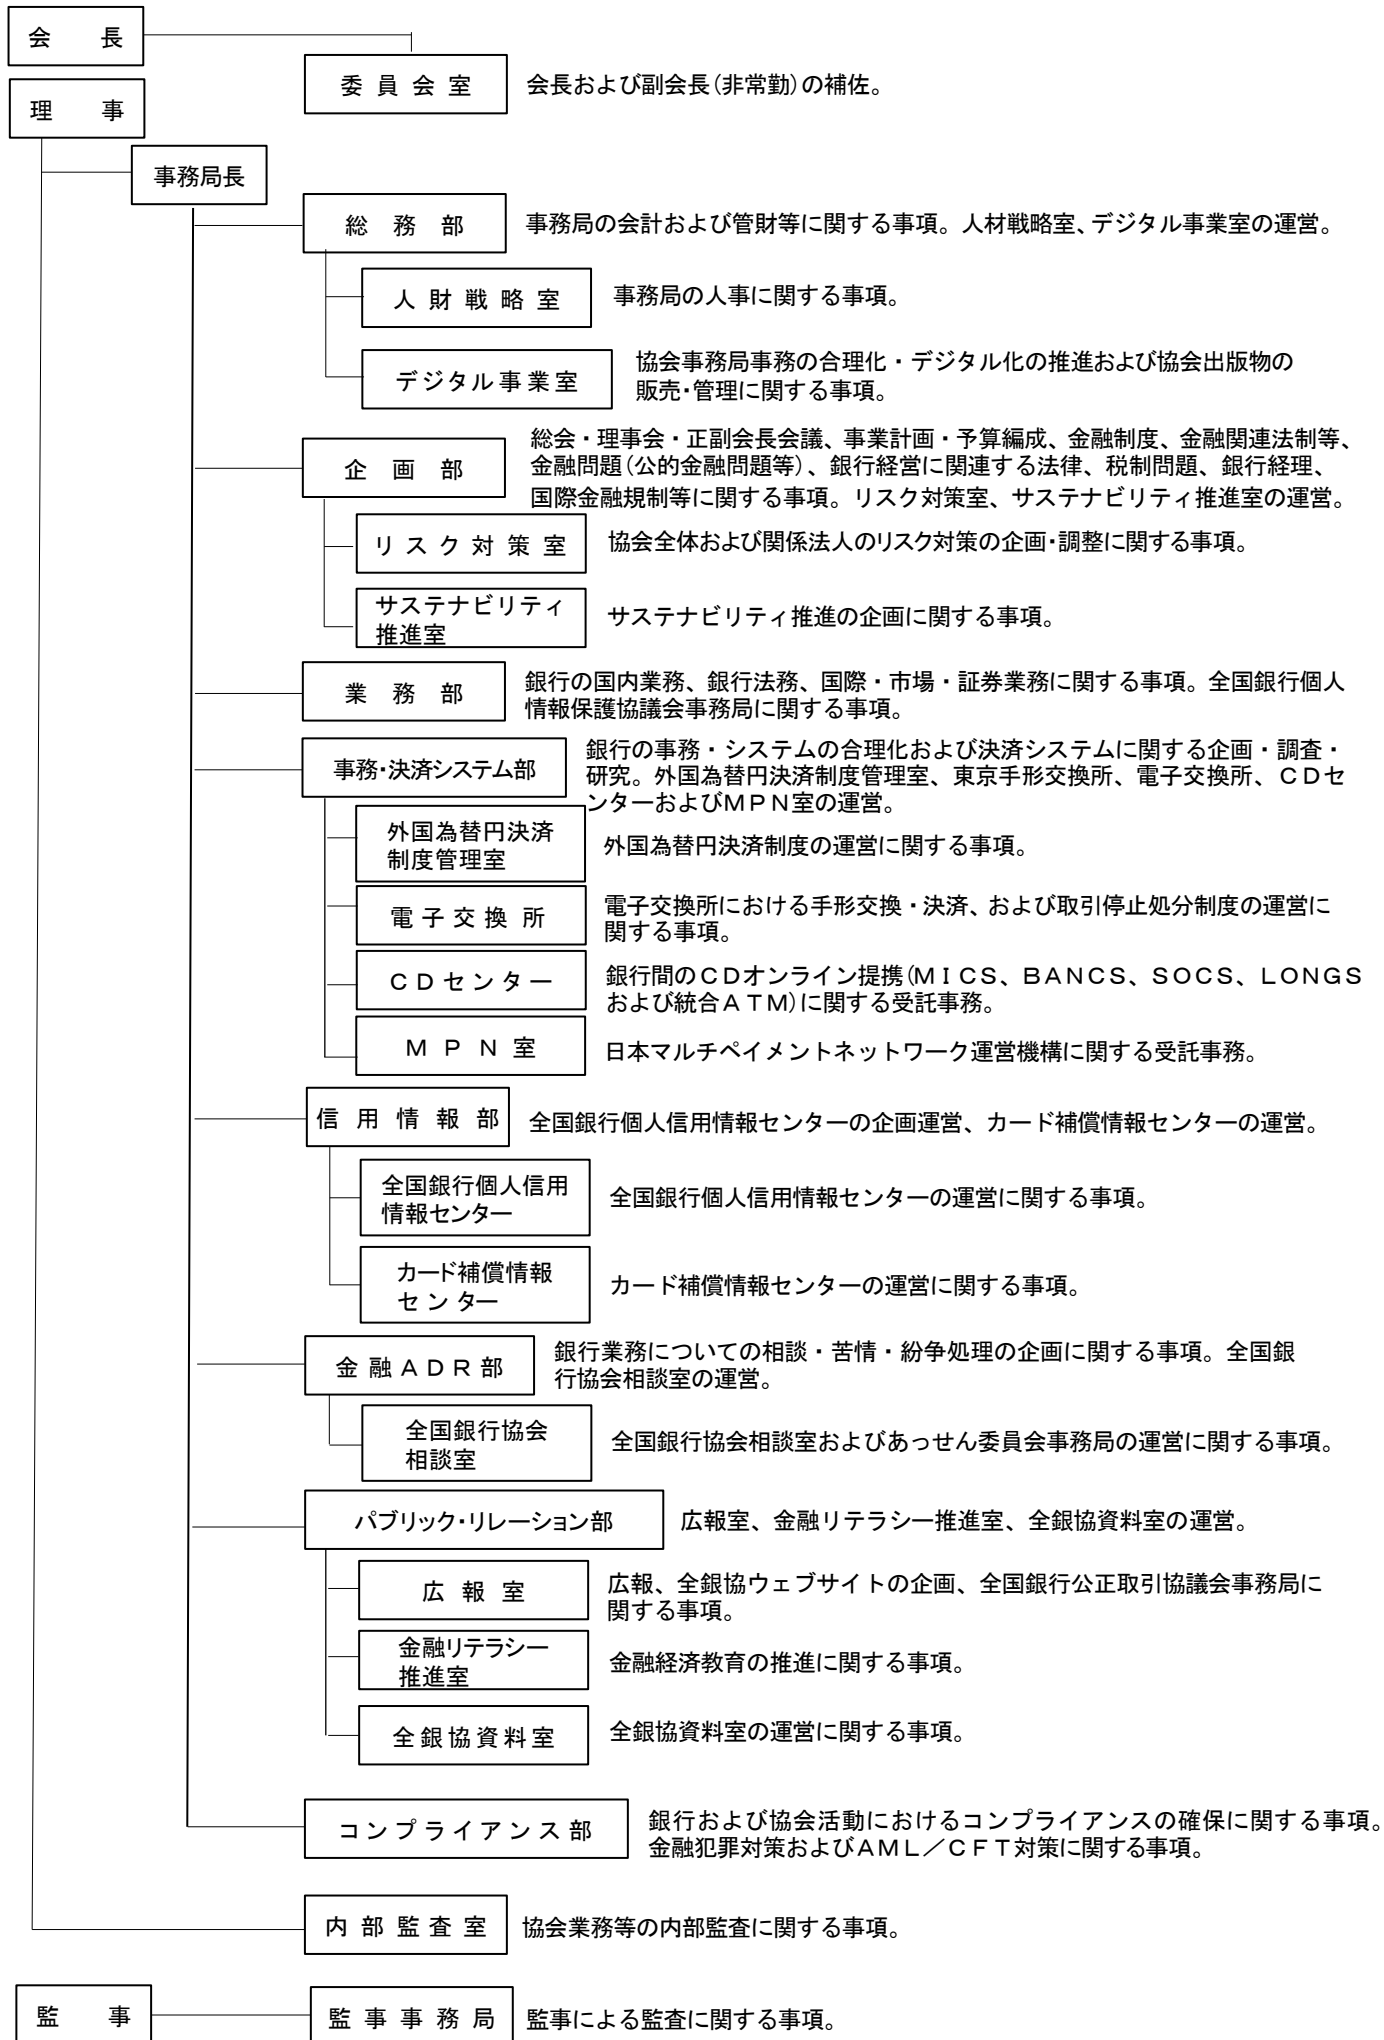 会　長
委員会室
会長および副会長（非常勤）の補佐。
理　事
事務局長
総務部
事務局の会計および管財等に関する事項。人材戦略室、デジタル事業室の運営。
人財戦略室
事務局の人事に関する事項。
デジタル事業室
協会事務局事務の合理化・デジタル化の推進および協会出版物の
販売・管理に関する事項。
企画部
総会・理事会・正副会長会議、事業計画・予算編成、金融制度、金融関連法制等、
金融問題（公的金融問題等）、銀行経営に関連する法律、税制問題、銀行経理、
国際金融規制等に関する事項。リスク対策室、サステナビリティ推進室の運営。
リスク対策室
協会全体および関係法人のリスク対策の企画・調整に関する事項。
サステナビリティ
推進室
サステナビリティ推進の企画に関する事項。
業務部
銀行の国内業務、銀行法務、国際・市場・証券業務に関する事項。全国銀行個人
情報保護協議会事務局に関する事項。
事務・決済システム部
銀行の事務・システムの合理化および決済システムに関する企画・調査・
研究。外国為替円決済制度管理室、東京手形交換所、電子交換所、ＣＤセ
ンターおよびＭＰＮ室の運営。
外国為替円決済
制度管理室
外国為替円決済制度の運営に関する事項。
電子交換所
電子交換所における手形交換・決済、および取引停止処分制度の運営に
関する事項。
ＣＤセンター
銀行間のＣＤオンライン提携（ＭＩＣＳ、ＢＡＮＣＳ、ＳＯＣＳ、ＬＯＮＧＳ
および統合ＡＴＭ）に関する受託事務。
ＭＰＮ室
日本マルチペイメントネットワーク運営機構に関する受託事務。
信用情報部
全国銀行個人信用情報センターの企画運営、カード補償情報センターの運営。
全国銀行個人信用
情報センター
全国銀行個人信用情報センターの運営に関する事項。
カード補償情報
センター
カード補償情報センターの運営に関する事項。
金融ＡＤＲ部
銀行業務についての相談・苦情・紛争処理の企画に関する事項。全国銀
行協会相談室の運営。
全国銀行協会
相談室
全国銀行協会相談室およびあっせん委員会事務局の運営に関する事項。
パブリック・リレーション部
広報室、金融リテラシー推進室、全銀協資料室の運営。
広報室
広報、全銀協ウェブサイトの企画、全国銀行公正取引協議会事務局に
関する事項。
金融リテラシー
推進室
金融経済教育の推進に関する事項。
全銀協資料室
全銀協資料室の運営に関する事項。
コンプライアンス部
銀行および協会活動におけるコンプライアンスの確保に関する事項。
金融犯罪対策およびＡＭＬ／ＣＦＴ対策に関する事項。
内部監査室
協会業務等の内部監査に関する事項。
監　事
監事事務局
監事による監査に関する事項。